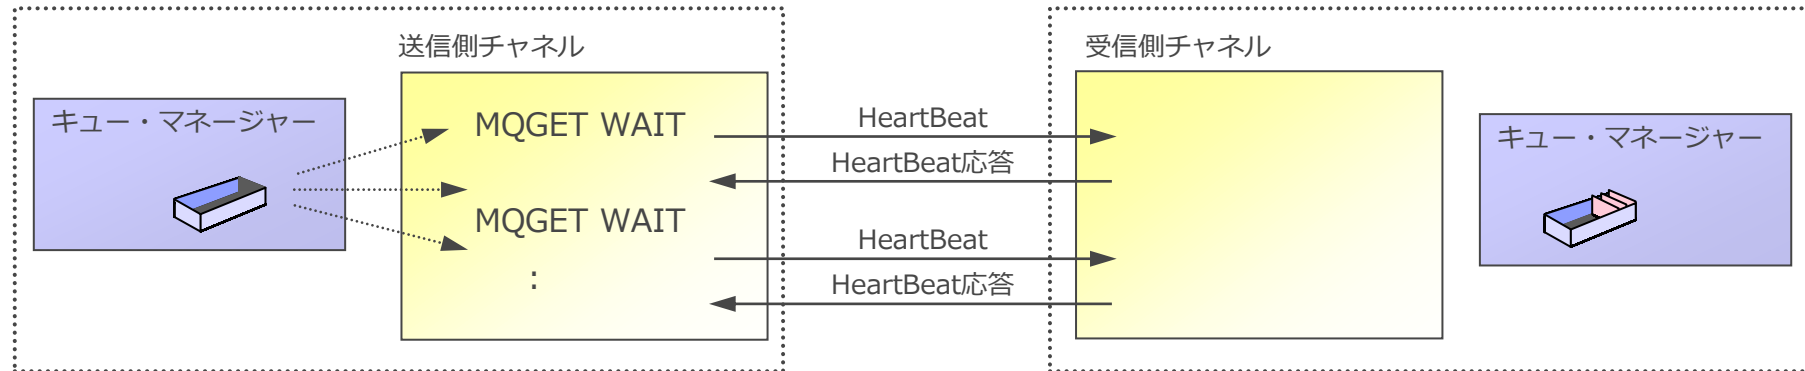 送信側チャネル
受信側チャネル
キュー・マネージャー
MQGET WAIT
HeartBeat
HeartBeat応答
キュー・マネージャー
MQGET WAIT
HeartBeat
:
HeartBeat応答